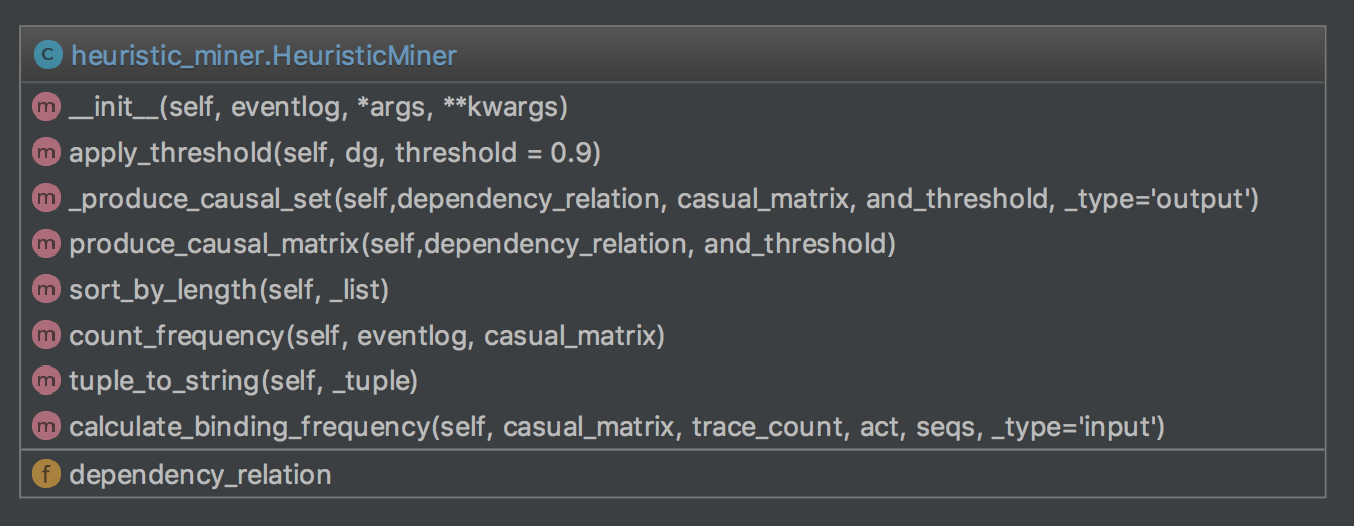 C heuristic_miner.HeuristicMiner
m __init__(self, eventlog, *args, **kwargs)
m apply_threshold(self, dg, threshold = 0.9)
m _produce_causal_set(self,dependency_relation, casual_matrix, and_threshold, _type='output')
m produce_causal_matrix(self,dependency_relation, and_threshold)
m sort_by_length(self, _list)
m count_frequency(self, eventlog, casual_matrix)
m tuple_to_string(self, _tuple)
m calculate_binding_frequency(self, casual_matrix, trace_count, act, seqs, _type='input')
f dependency_relation